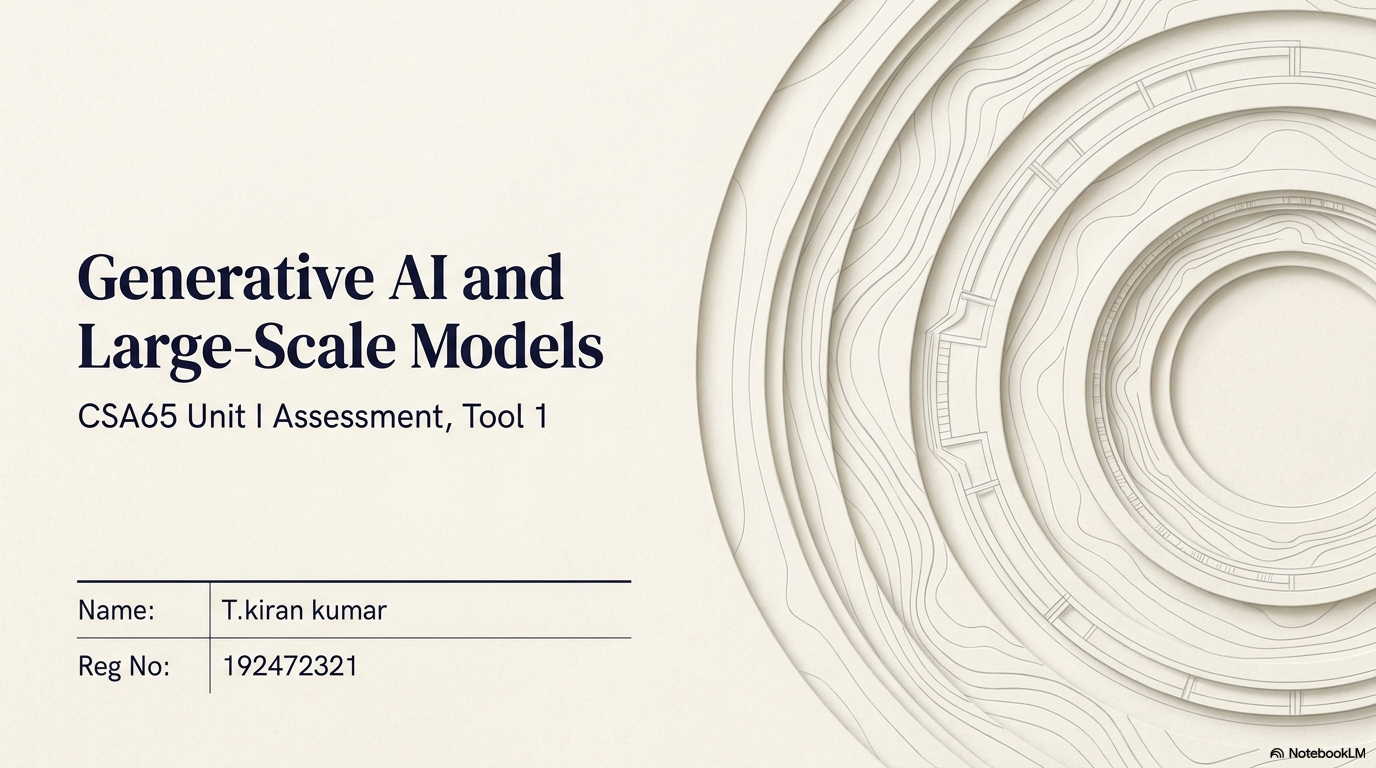 Generative AI and
Large-Scale Models
CSA65 Unit I Assessment, Tool 1
Name: T.kiran kumar
Reg No: 192472321
NotebookLM